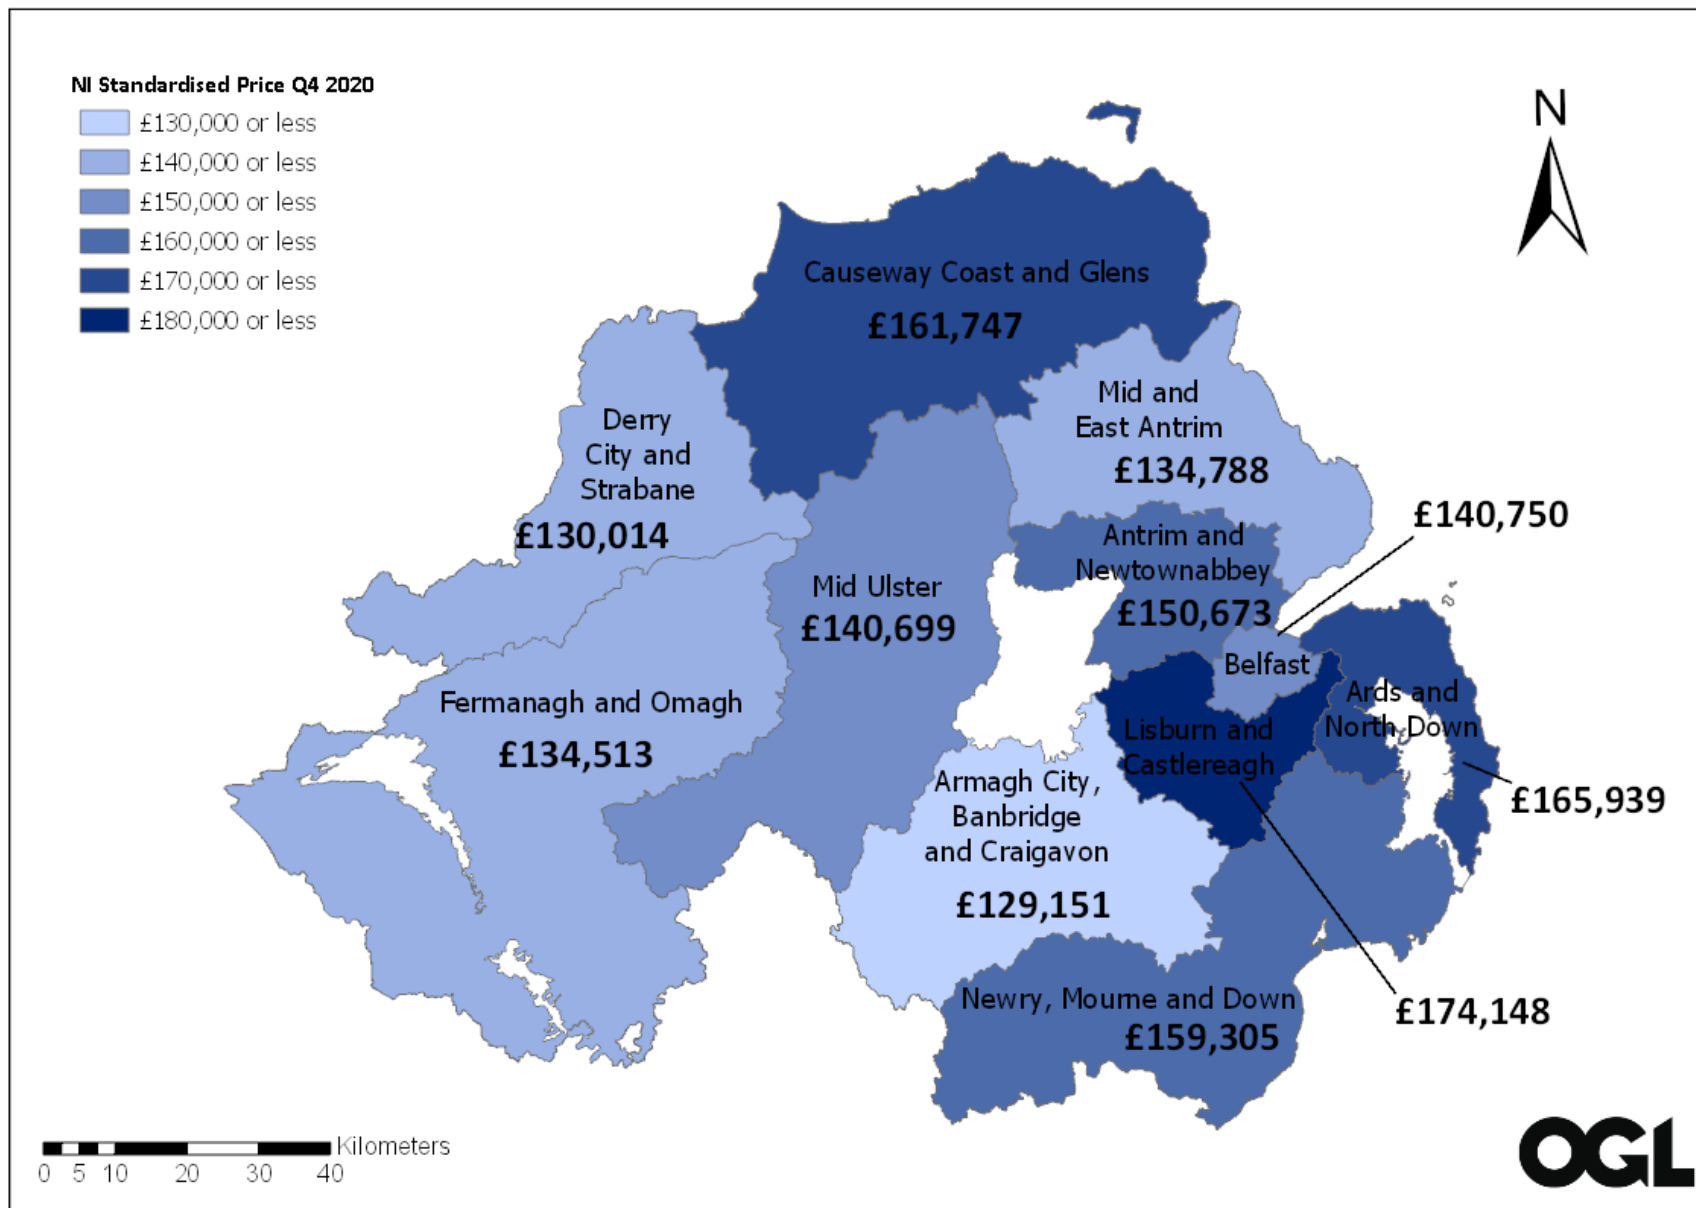 NI Standardised Price Q4 2020
£130,000 or less
£140,000 or less
£150,000 or less
£160,000 or less
£170,000 or less
£180,000 or less
N
Causeway Coast and Glens
£161,747
Derry
City and
Strabane
£130,014
Mid and
East Antrim
£134,788
£140,750
Antrim and
Newtownabbey
£150,673
Mid Ulster
£140,699
Belfast
Fermanagh and Omagh
£134,513
Lisburn and
Castlereagh
Ards and
North Down
£165,939
Armagh City,
Banbridge
and Craigavon
£129,151
Newry, Mourne and Down
£159,305
£174,148
Kilometers
0 5 10 20 30 40
OGL